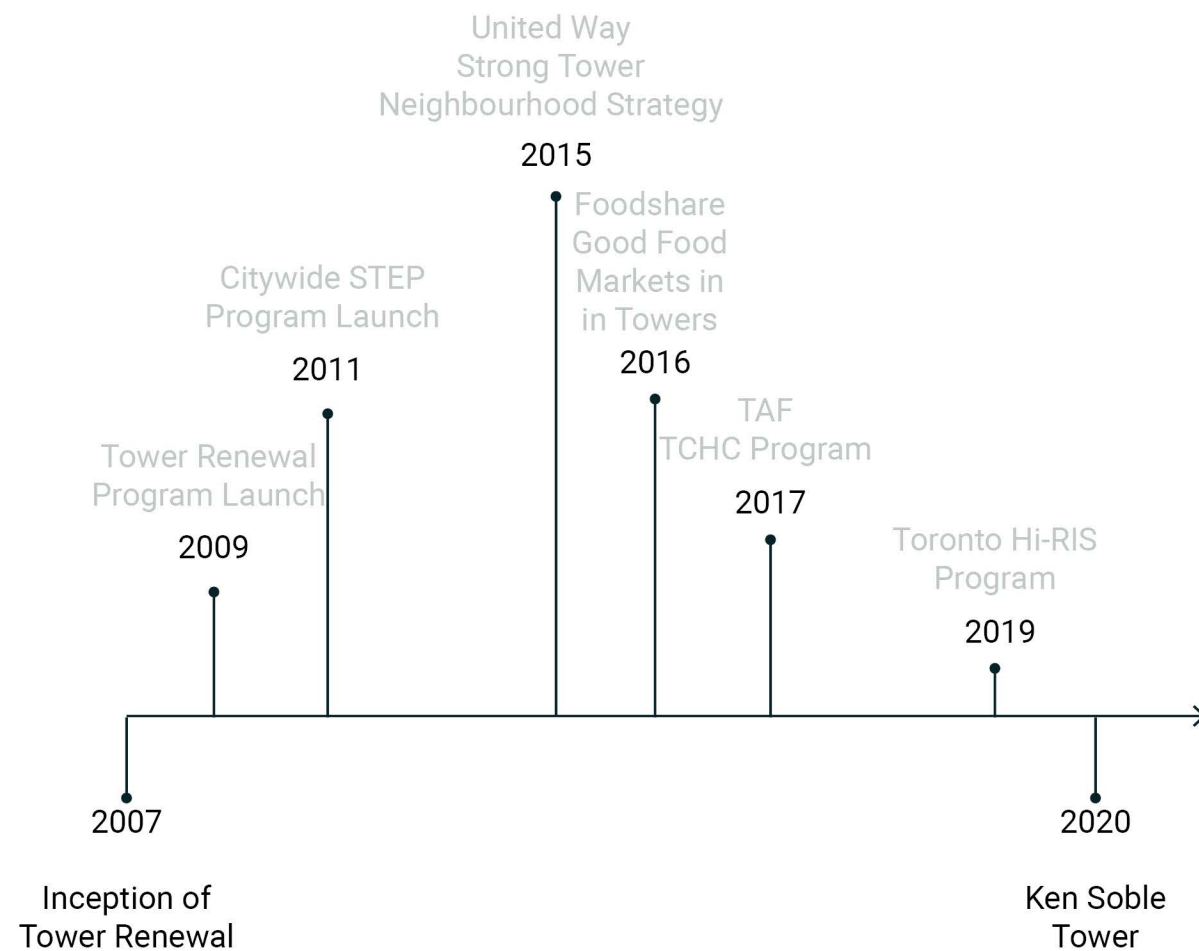 United Way
Strong Tower
Neighbourhood Strategy
2015
Foodshare
Good Food
Markets in
in Towers
2016
Citywide STEP
Program Launch
2011
TAF
TCHC Program
2017
Tower Renewal
Program Launch
2009
Toronto Hi-RIS
Program
2019
2007
Inception of
Tower Renewal
2020
Ken Soble
Tower